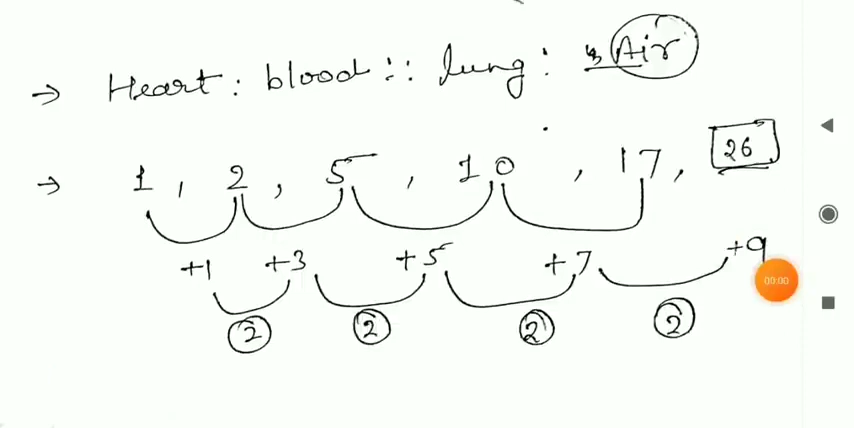 → Heart : blood :: lung : Air
→ 1, 2, 5, 10, 17, 26
+1 +3 +5 +7 +9
00:00
2 2 2 2